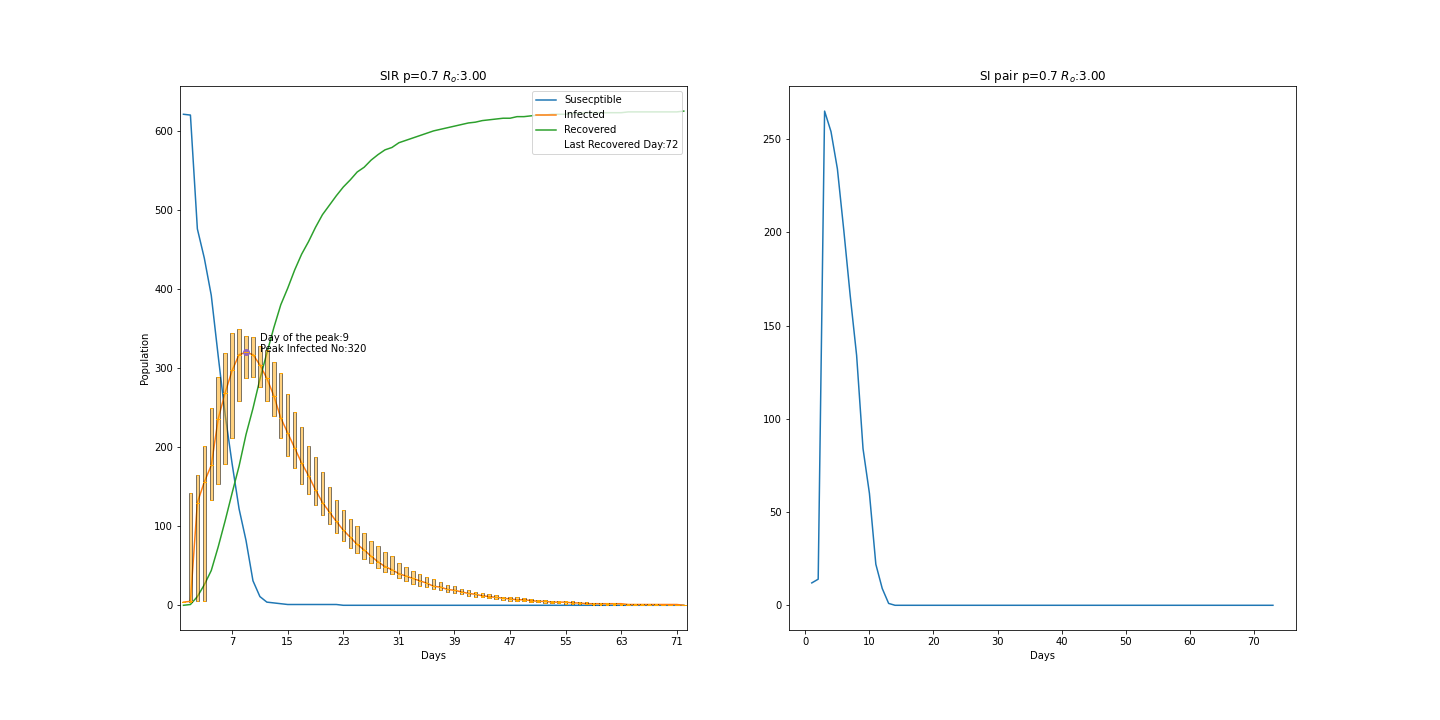 SIR p=0.7 Rₒ:3.00
Susecptible
Infected
Recovered
Last Recovered Day:72
Day of the peak:9
Peak Infected No:320
Population
600
500
400
300
200
100
0
7 15 23 31 39 47 55 63 71
Days
SI pair p=0.7 Rₒ:3.00
250
200
150
100
50
0
0 10 20 30 40 50 60 70
Days